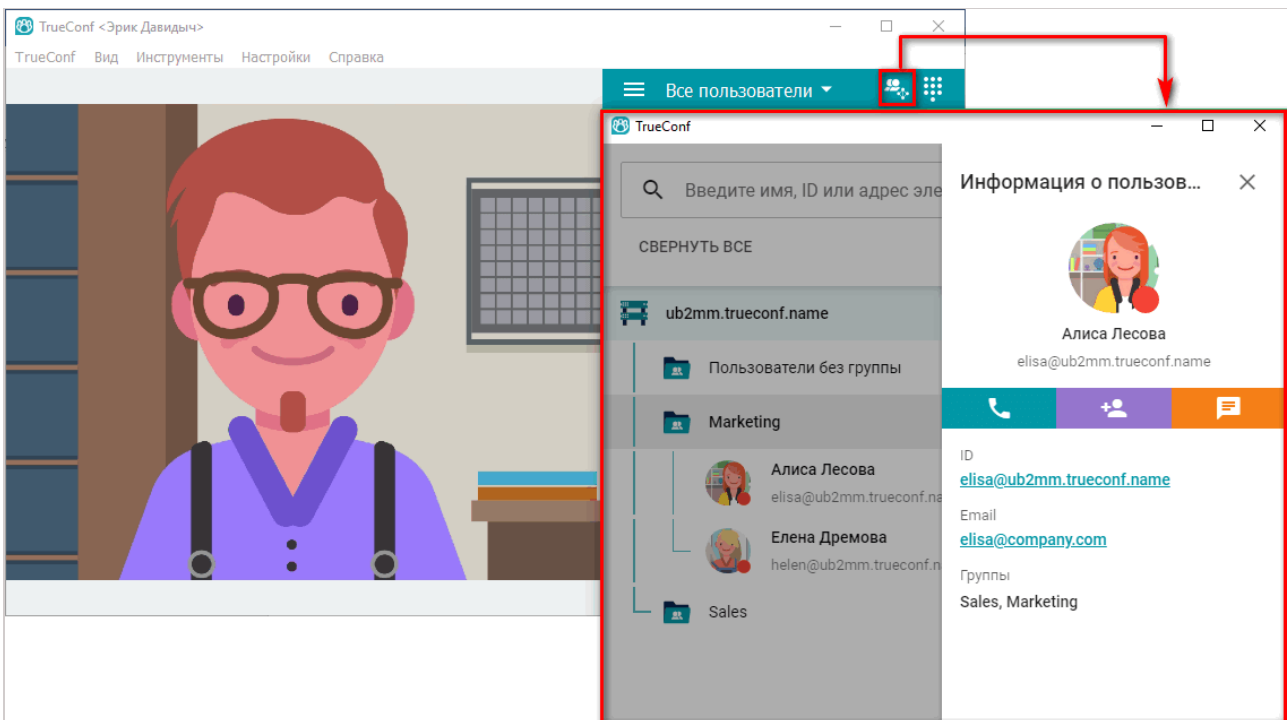 TrueConf <Эрик Давидыч>
TrueConf Вид Инструменты Настройки Справка
Все пользователи
TrueConf
Введите имя, ID или адрес эле
СВЕРНУТЬ ВСЕ
ub2mm.trueconf.name
Пользователи без группы
Marketing
Алиса Лесова
elisa@ub2mm.trueconf.na
Елена Дремова
helen@ub2mm.trueconf.n
Sales
Информация о пользов...
Алиса Лесова
elisa@ub2mm.trueconf.name
ID
elisa@ub2mm.trueconf.name
Email
elisa@company.com
Группы
Sales, Marketing